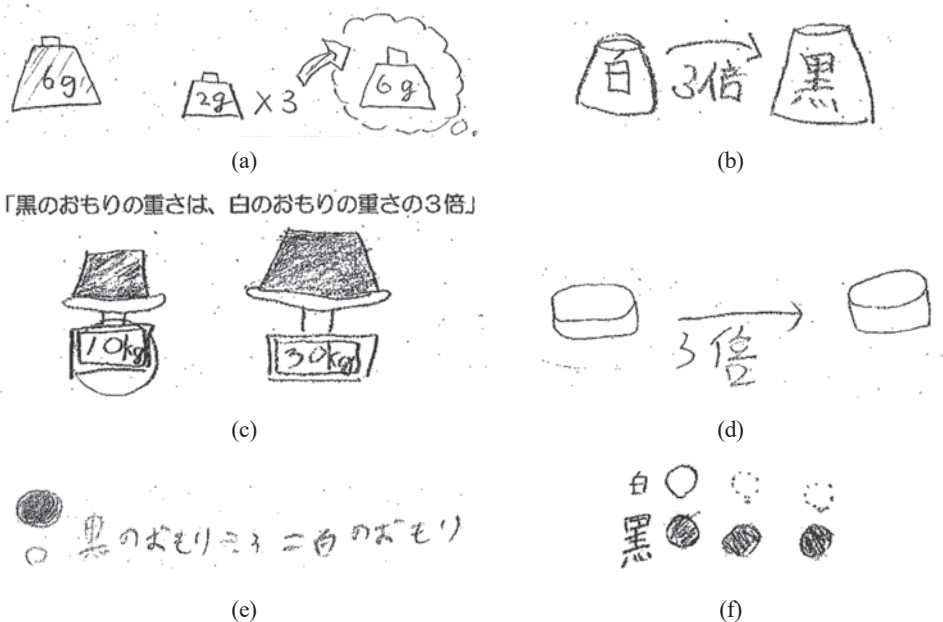 6g 2g ×3 6g
白 3倍 黒
(a)
(b)
「黒のおもりの重さは、白のおもりの重さの3倍」
10kg 30kg
3倍
(c)
(d)
黒のおもり÷3=白のおもり
白
黒
(e)
(f)